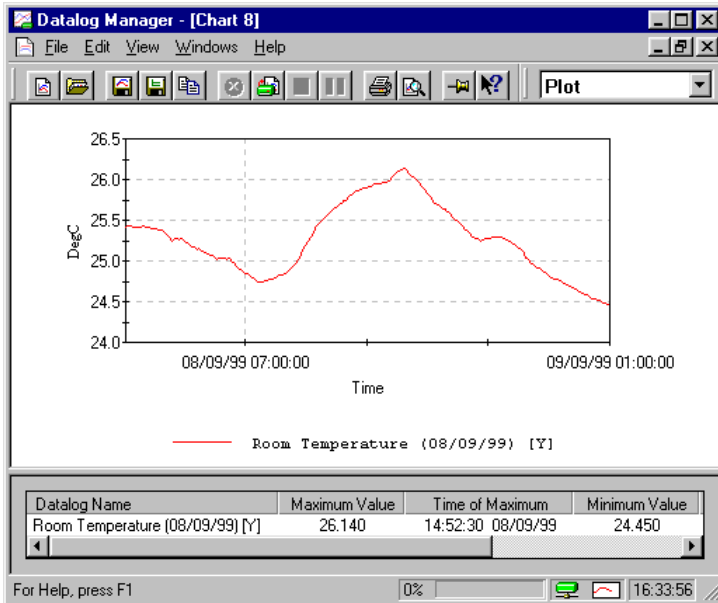 Datalog Manager - [Chart 8]
File Edit View Windows Help
Plot
26.5
26.0
25.5
25.0
24.5
24.0
DegC
08/09/99 07:00:00 09/09/99 01:00:00
Time
Room Temperature (08/09/99) [Y]
Datalog Name Maximum Value Time of Maximum Minimum Value
Room Temperature (08/09/99) [Y] 26.140 14:52:30 08/09/99 24.450
For Help, press F1 0% 16:33:56